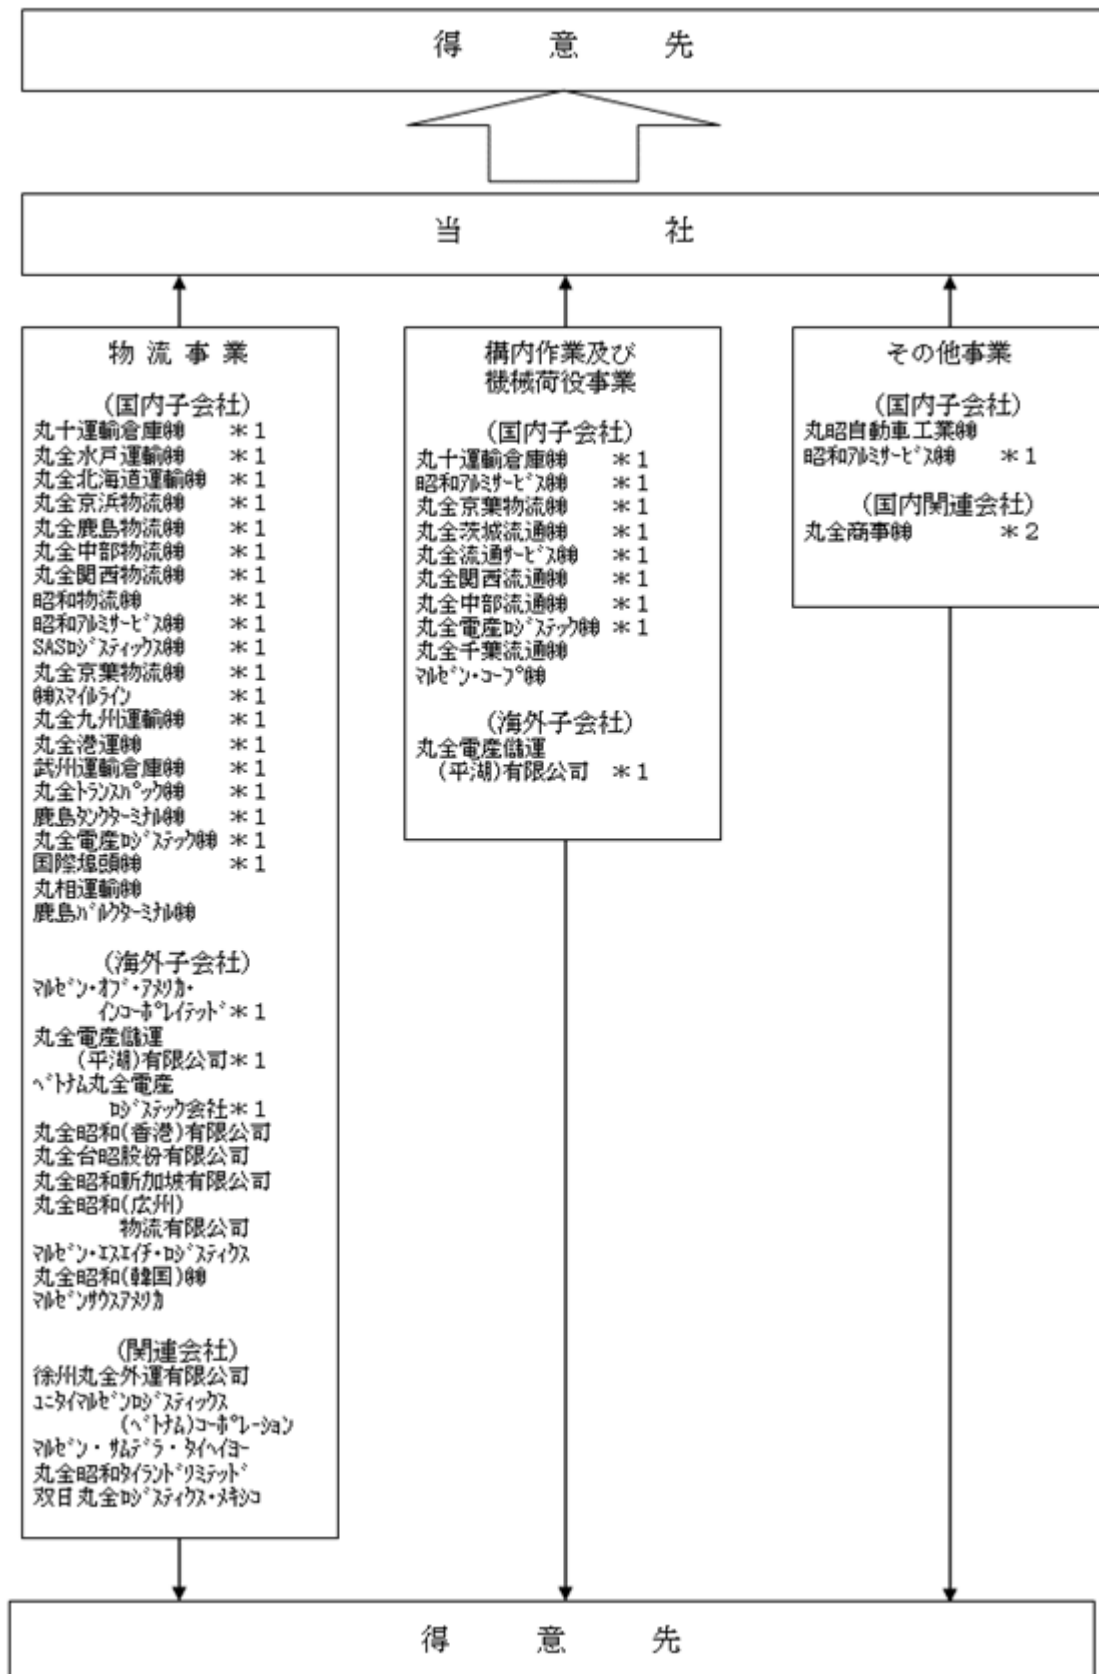 得　意　先
当　社
物流事業
(国内子会社)
丸十運輸倉庫㈱ ＊1
丸全水戸運輸㈱ ＊1
丸全北海道運輸㈱ ＊1
丸全京浜物流㈱ ＊1
丸全鹿島物流㈱ ＊1
丸全中部物流㈱ ＊1
丸全関西物流㈱ ＊1
昭和物流㈱ ＊1
昭和ｱﾙﾐｻｰﾋﾞｽ㈱ ＊1
SASﾛｼﾞｽﾃｨｯｸｽ㈱ ＊1
丸全京葉物流㈱ ＊1
㈱ｽﾏｲﾙﾗｲﾝ ＊1
丸全九州運輸㈱ ＊1
丸全港運㈱ ＊1
武州運輸倉庫㈱ ＊1
丸全ﾄﾗﾝｽﾊﾟｯｸ㈱ ＊1
鹿島ﾀﾝｸﾀｰﾐﾅﾙ㈱ ＊1
丸全電産ﾛｼﾞｽﾃｯｸ㈱ ＊1
国際埠頭㈱ ＊1
丸相運輸㈱
鹿島ﾊﾞﾙｸﾀｰﾐﾅﾙ㈱
(海外子会社)
ﾏﾙｾﾞﾝ･ｵﾌﾞ･ｱﾒﾘｶ･
ｲﾝｺｰﾎﾟﾚｲﾃｯﾄﾞ＊1
丸全電産儲運
(平湖)有限公司＊1
ﾍﾞﾄﾅﾑ丸全電産
ﾛｼﾞｽﾃｯｸ会社＊1
丸全昭和(香港)有限公司
丸全台昭股份有限公司
丸全昭和新加坡有限公司
丸全昭和(広州)
物流有限公司
ﾏﾙｾﾞﾝ･ｴｽｴｲﾁ･ﾛｼﾞｽﾃｨｸｽ
丸全昭和(韓国)㈱
ﾏﾙｾﾞﾝｻｳｽｱﾒﾘｶ
(関連会社)
徐州丸全外運有限公司
ﾕﾆﾀｲﾏﾙｾﾞﾝﾛｼﾞｽﾃｨｯｸｽ
(ﾍﾞﾄﾅﾑ)ｺｰﾎﾟﾚｰｼｮﾝ
ﾏﾙｾﾞﾝ・ｻﾑﾃﾞﾗ・ﾀｲﾍｲﾖｰ
丸全昭和ﾀｲﾗﾝﾄﾞﾘﾐﾃｯﾄﾞ
双日丸全ﾛｼﾞｽﾃｨｸｽ･ﾒｷｼｺ
構内作業及び
機械荷役事業
(国内子会社)
丸十運輸倉庫㈱ ＊1
昭和ｱﾙﾐｻｰﾋﾞｽ㈱ ＊1
丸全京葉物流㈱ ＊1
丸全茨城流通㈱ ＊1
丸全流通ｻｰﾋﾞｽ㈱ ＊1
丸全関西流通㈱ ＊1
丸全中部流通㈱ ＊1
丸全電産ﾛｼﾞｽﾃｯｸ㈱ ＊1
丸全千葉流通㈱
ﾏﾙｾﾞﾝ･ｺｰﾌﾟ㈱
(海外子会社)
丸全電産儲運
(平湖)有限公司 ＊1
その他事業
(国内子会社)
丸昭自動車工業㈱
昭和ｱﾙﾐｻｰﾋﾞｽ㈱ ＊1
(国内関連会社)
丸全商事㈱ ＊2
得　意　先